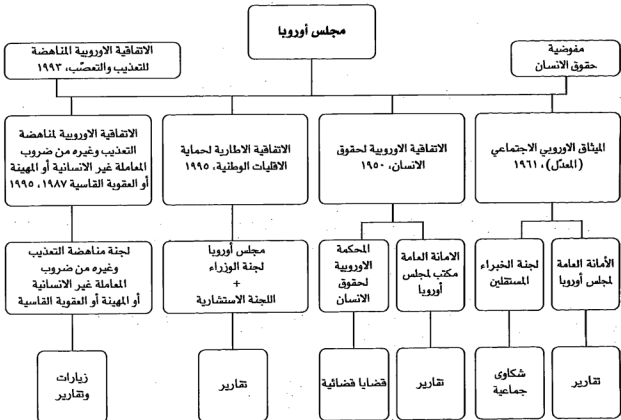 مجلس أوروبا
مفوضية
حقوق الانسان
الاتفاقية الاوروبية المناهضة
للتعذيب والتعصّب، ١٩٩٣
الميثاق الاوروبي الاجتماعي
(المعدّل)، ١٩٦١
الاتفاقية الاوروبية لحقوق
الانسان، ١٩٥٠
الاتفاقية الاطارية لحماية
الاقليات الوطنية، ١٩٩٥
الاتفاقية الاوروبية لمناهضة
التعذيب وغيره من ضروب
المعاملة غير الانسانية أو المهينة
أو العقوبة القاسية ١٩٨٧، ١٩٩٥
الأمانة العامة
لمجلس أوروبا
لجنة الخبراء
المستقلين
الامانة العامة
مكتب لمجلس
أوروبا
المحكمة
الاوروبية
لحقوق
الانسان
مجلس أوروبا
لجنة الوزراء
+
اللجنة الاستشارية
لجنة مناهضة التعذيب
وغيره من ضروب
المعاملة غير الانسانية
أو المهينة أو العقوبة القاسية
تقارير
شكاوى
جماعية
تقارير
قضايا قضائية
تقارير
زيارات
وتقارير